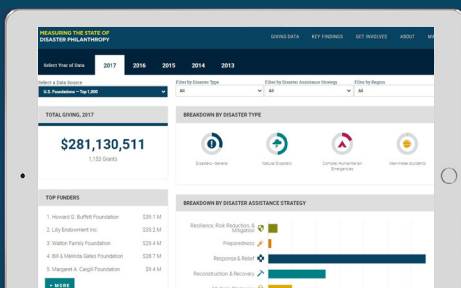 MEASURING THE STATE OF
DISASTER PHILANTHROPY
GIVING DATA KEY FINDINGS GET INVOLVED ABOUT
Select Year of Data 2017 2016 2015 2014 2013
Select a Data Source
U.S. Foundations — Top 1,000
Filter by Disaster Type
All
Filter by Disaster Assistance Strategy
All
Filter by Region
All
TOTAL GIVING, 2017
$281,130,511
1,153 Grants
BREAKDOWN BY DISASTER TYPE
Disasters - General
Natural Disasters
Complex Humanitarian
Emergencies
Man-made Accidents
TOP FUNDERS
1. Howard G. Buffett Foundation $39.1 M
2. Lilly Endowment Inc. $35.2 M
3. Walton Family Foundation $29.4 M
4. Bill & Melinda Gates Foundation $28.7 M
5. Margaret A. Cargill Foundation $9.4 M
+ MORE
BREAKDOWN BY DISASTER ASSISTANCE STRATEGY
Resilience, Risk Reduction, &
Mitigation
Preparedness
Response & Relief
Reconstruction & Recovery